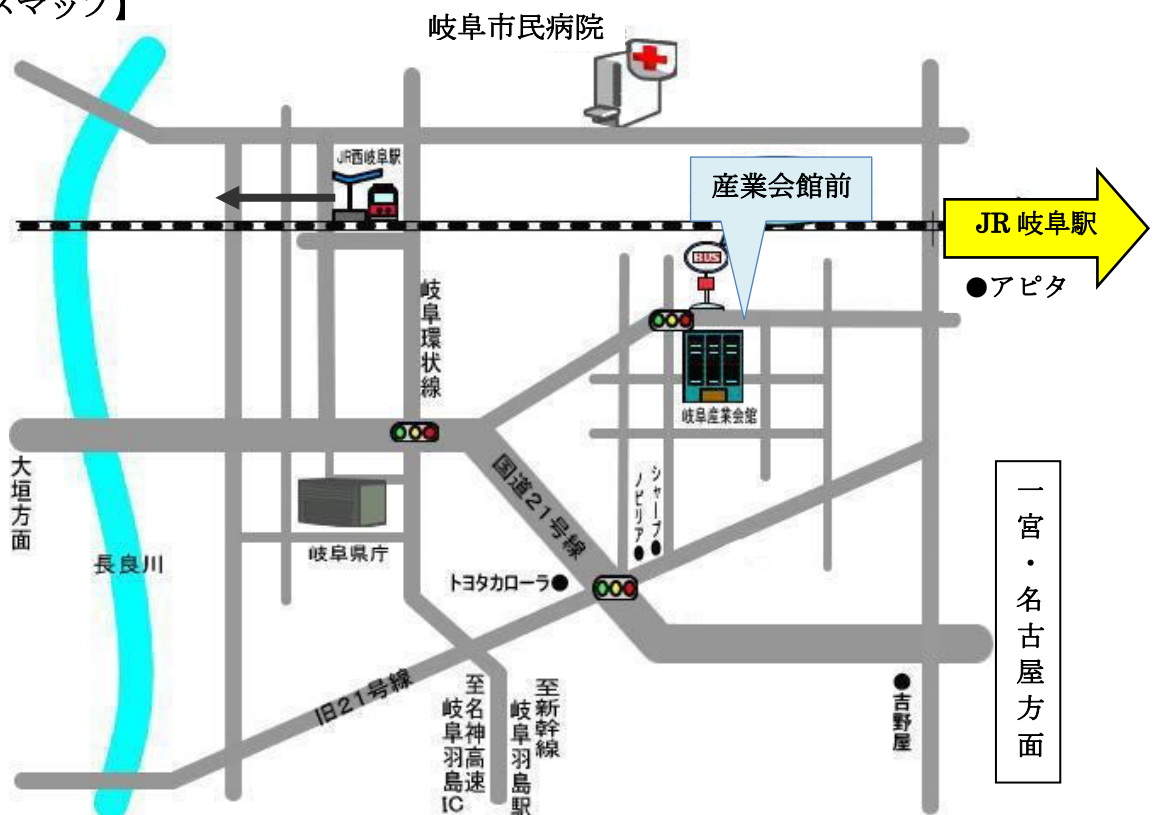 スマップ】
岐阜市民病院
JR西岐阜駅
産業会館前
JR 岐阜駅
BUS
●アピタ
岐阜環状線
岐阜産業会館
大垣方面
国道21号線
シャープ●
ノビリア●
岐阜県庁
長良川
トヨタカローラ●
一宮・名古屋方面
旧21号線
●吉野屋
至新幹線
岐阜羽島駅
至名神高速
岐阜羽島IC